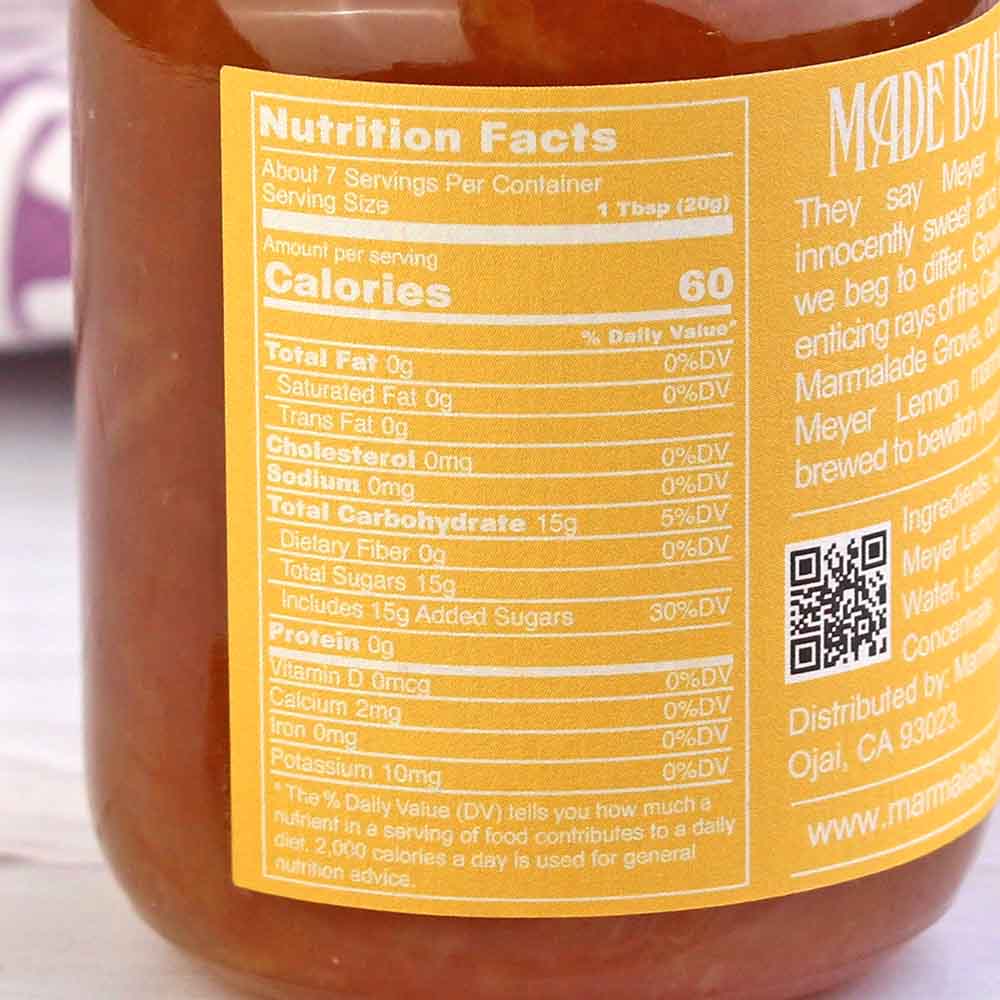 Nutrition Facts
About 7 Servings Per Container
Serving Size 1 Tbsp (20g)
Amount per serving
Calories 60
% Daily Value*
Total Fat 0g 0%DV
Saturated Fat 0g 0%DV
Trans Fat 0g
Cholesterol 0mg 0%DV
Sodium 0mg 0%DV
Total Carbohydrate 15g 5%DV
Dietary Fiber 0g 0%DV
Total Sugars 15g
Includes 15g Added Sugars 30%DV
Protein 0g
Vitamin D 0mcg 0%DV
Calcium 2mg 0%DV
Iron 0mg 0%DV
Potassium 10mg 0%DV
* The % Daily Value (DV) tells you how much a
nutrient in a serving of food contributes to a daily
diet. 2,000 calories a day is used for general
nutrition advice.
MADE BY
They say Meyer
innocently sweet and
we beg to differ. 
enticing rays of the
Marmalade Grove,
Meyer Lemon
brewed to bewitch
Ingredients:
Meyer
Water,
Concentrate
Distributed by:
Ojai, CA 93023.